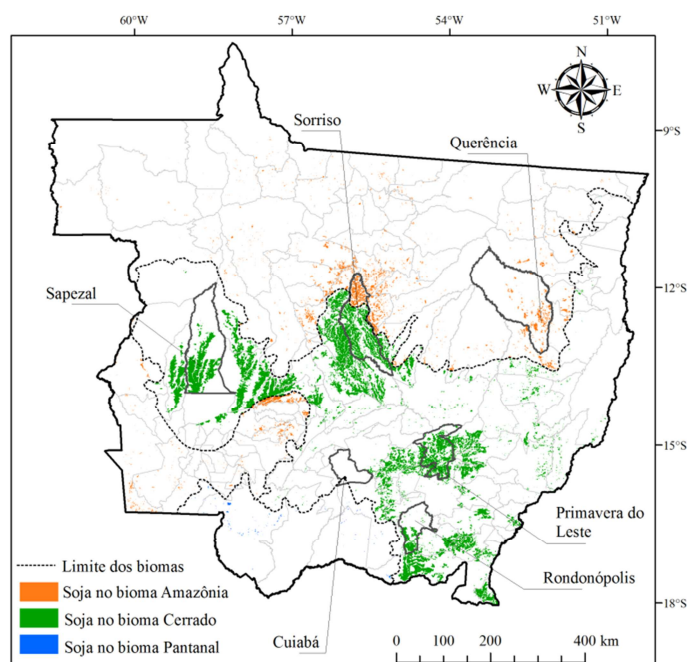 60°W 57°W 54°W 51°W
N
W E
S
Sorriso
Querência
9°S
12°S
Sapezal
15°S
Primavera do
Leste
Limite dos biomas
Rondonópolis
Soja no bioma Amazônia
Soja no bioma Cerrado
18°S
Soja no bioma Pantanal
Cuiabá
0 100 200 400 km